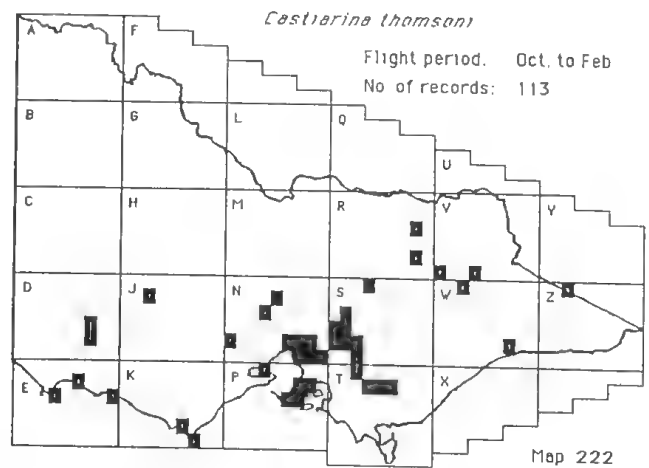 Castiarina thomsoni
Flight period. Oct. to Feb
No of records: 113
A F
B G L Q
U
C H M R V Y
D J N S W Z
E K P T X
Map 222